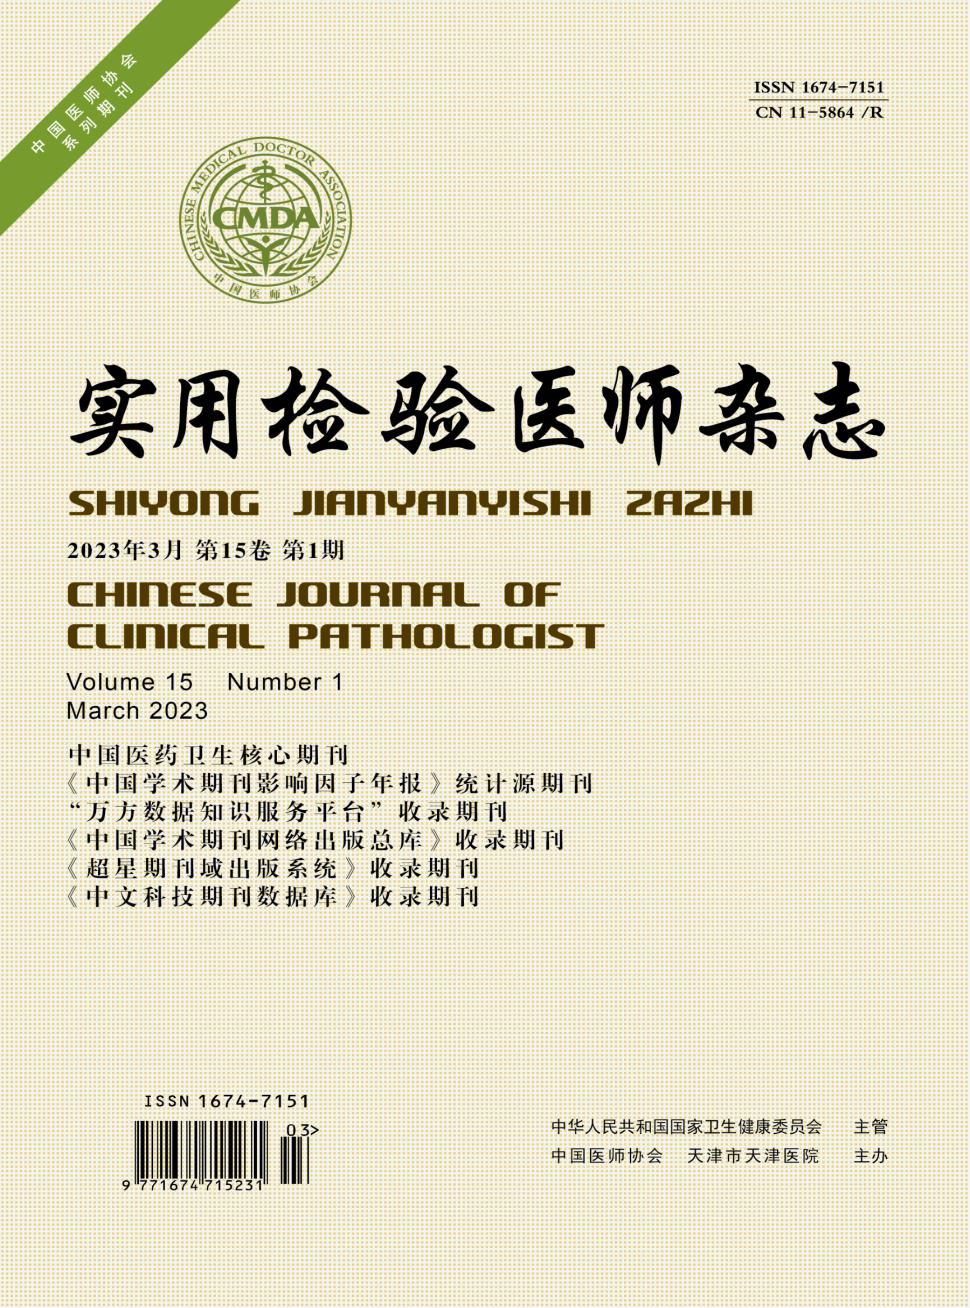 中国医师协会
系列期刊
ISSN 1674-7151
CN 11-5864 /R
CHINESE MEDICAL DOCTOR ASSOCIATION
CMDA
中国医师协会
实用检验医师杂志
SHIYONG JIANYANYISHI ZAZHI
2023年3月 第15卷 第1期
CHINESE JOURNAL OF
CLINICAL PATHOLOGIST
Volume 15 Number 1
March 2023
中国医药卫生核心期刊
《中国学术期刊影响因子年报》统计源期刊
“万方数据知识服务平台”收录期刊
《中国学术期刊网络出版总库》收录期刊
《超星期刊域出版系统》收录期刊
《中文科技期刊数据库》收录期刊
ISSN 1674-7151
03>
9 771674 715231
中华人民共和国国家卫生健康委员会 主管
中国医师协会 天津市天津医院 主办